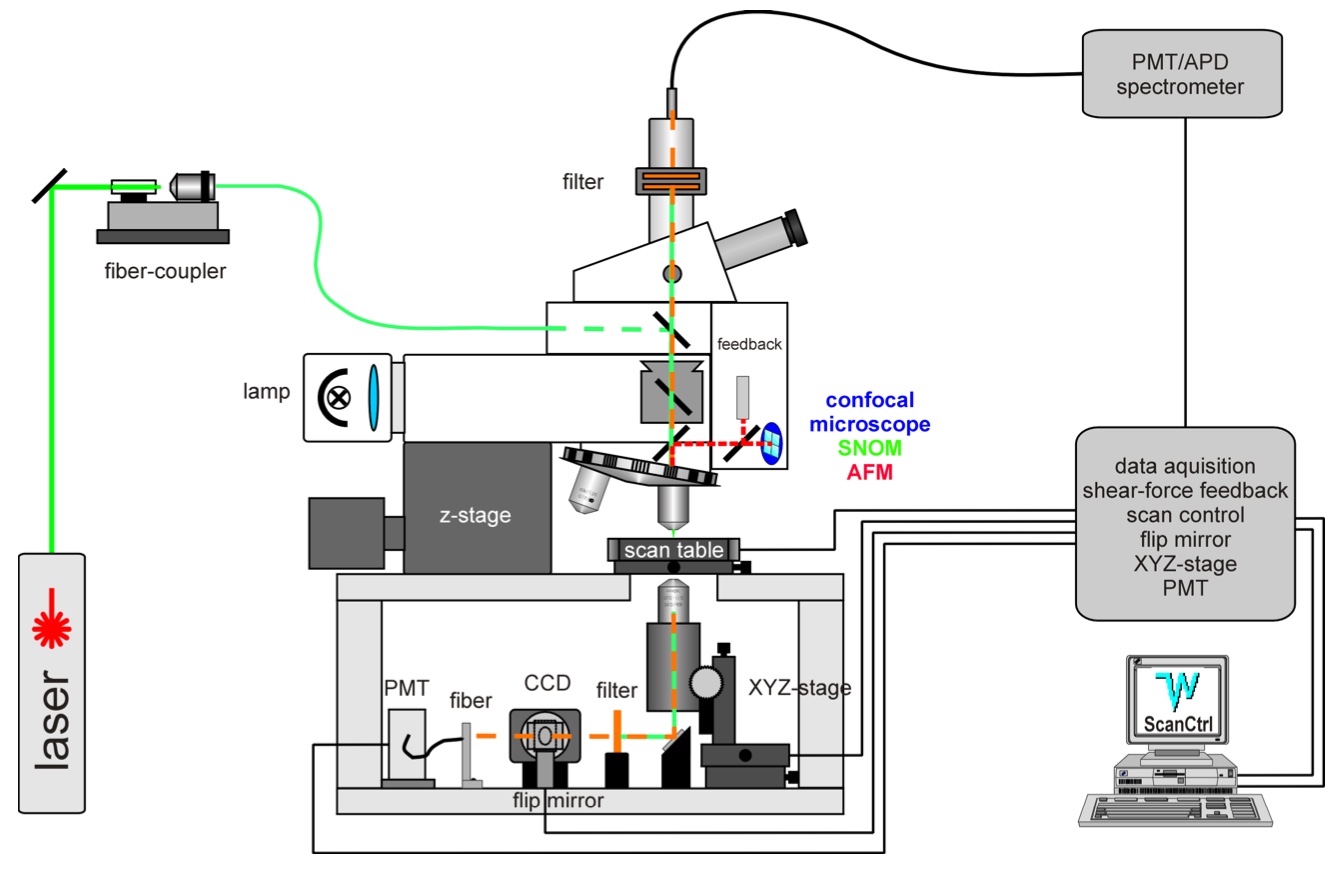 PMT/APD
spectrometer
filter
fiber-coupler
feedback
lamp
confocal
microscope
SNOM
AFM
data aquisition
shear-force feedback
scan control
flip mirror
XYZ-stage
PMT
z-stage
scan table
laser
PMT
fiber
CCD
filter
XYZ-stage
flip mirror
W
ScanCtrl